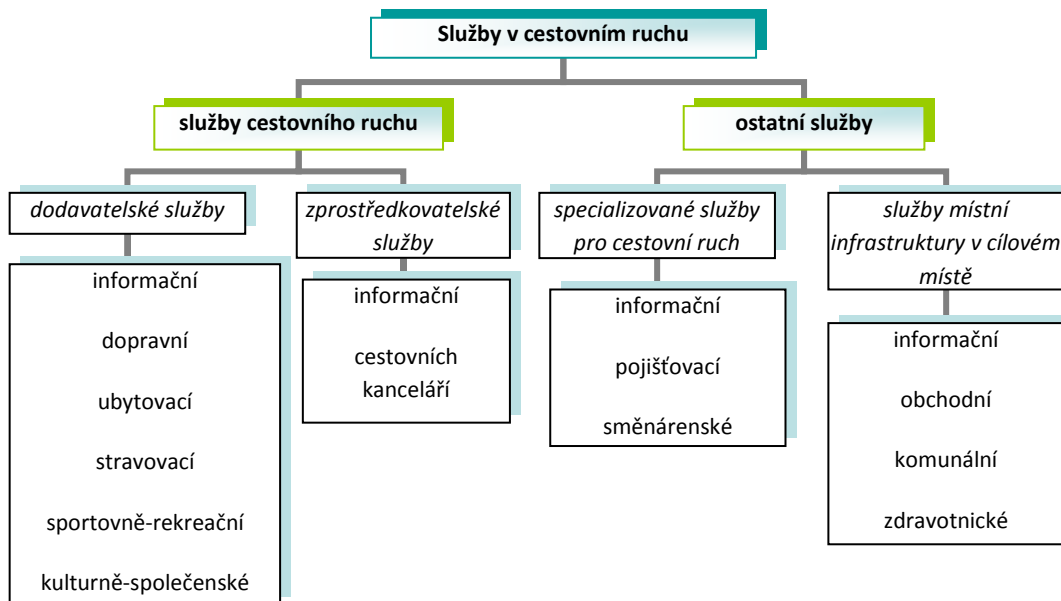 Služby v cestovním ruchu
služby cestovního ruchu
ostatní služby
dodavatelské služby
zprostředkovatelské
služby
specializované služby
pro cestovní ruch
služby místní
infrastruktury v cílovém
místě
informační
dopravní
ubytovací
stravovací
sportovně-rekreační
kulturně-společenské
informační
cestovních
kanceláří
informační
pojišťovací
směnárenské
informační
obchodní
komunální
zdravotnické